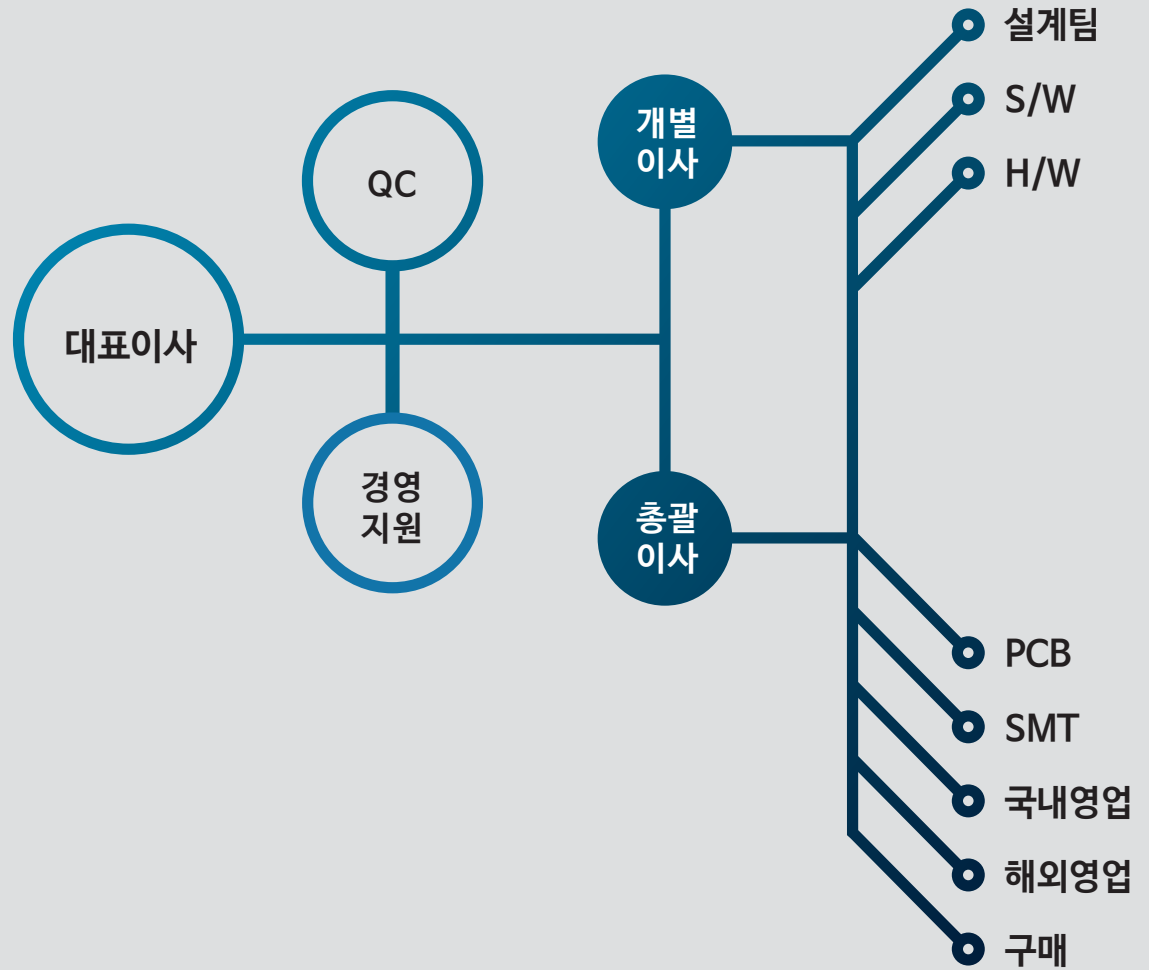 대표이사
QC
경영
지원
개별
이사
총괄
이사
설계팀
S/W
H/W
PCB
SMT
국내영업
해외영업
구매